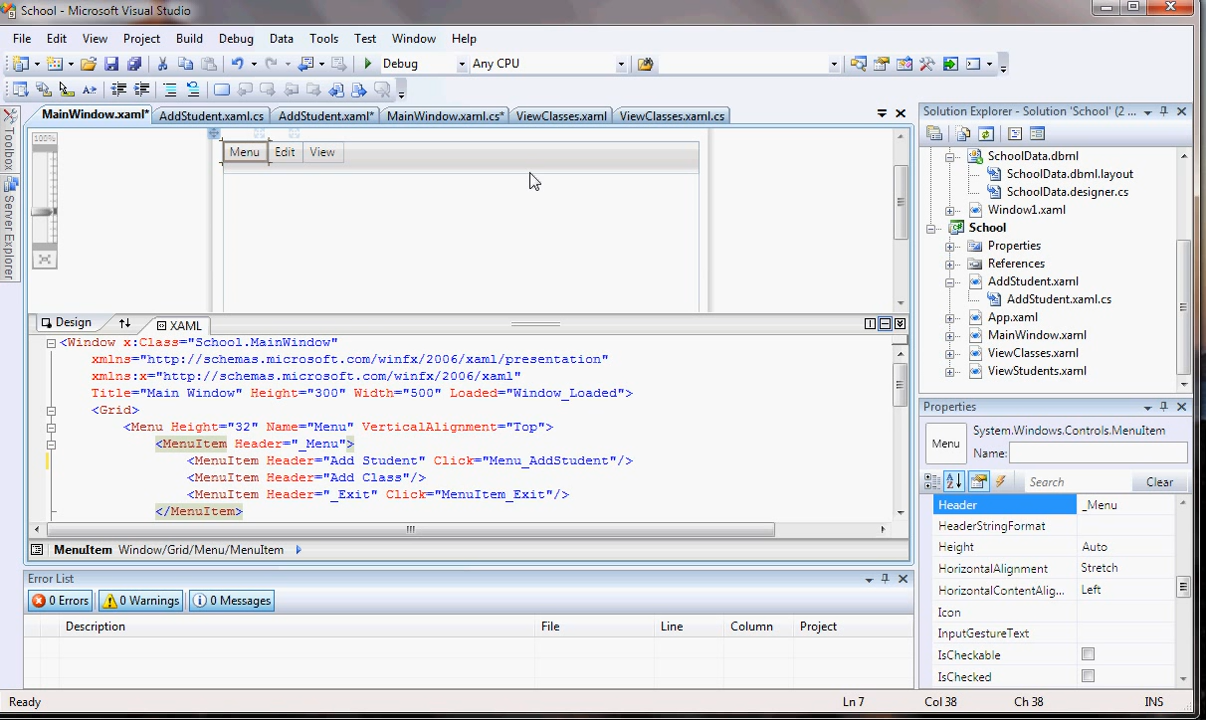 School - Microsoft Visual Studio
File Edit View Project Build Debug Data Tools Test Window Help
Debug Any CPU
MainWindow.xaml* AddStudent.xaml.cs AddStudent.xaml* MainWindow.xaml.cs* ViewClasses.xaml ViewClasses.xaml.cs
Toolbox
Server Explorer
100%
Menu Edit View
Design XAML
<Window x:Class="School.MainWindow"
xmlns="http://schemas.microsoft.com/winfx/2006/xaml/presentation"
xmlns:x="http://schemas.microsoft.com/winfx/2006/xaml"
Title="Main Window" Height="300" Width="500" Loaded="Window_Loaded">
<Grid>
<Menu Height="32" Name="Menu" VerticalAlignment="Top">
<MenuItem Header="_Menu">
<MenuItem Header="Add Student" Click="Menu_AddStudent"/>
<MenuItem Header="Add Class"/>
<MenuItem Header="_Exit" Click="MenuItem_Exit"/>
</MenuItem>
MenuItem Window/Grid/Menu/MenuItem
Error List
0 Errors 0 Warnings 0 Messages
Description File Line Column Project
Solution Explorer - Solution 'School' (2 ...
SchoolData.dbml
SchoolData.dbml.layout
SchoolData.designer.cs
Window1.xaml
School
Properties
References
AddStudent.xaml
AddStudent.xaml.cs
App.xaml
MainWindow.xaml
ViewClasses.xaml
ViewStudents.xaml
Properties
Menu System.Windows.Controls.MenuItem
Name:
Search Clear
Header _Menu
HeaderStringFormat
Height Auto
HorizontalAlignment Stretch
HorizontalContentAlig... Left
Icon
InputGestureText
IsCheckable
IsChecked
Ready Ln 7 Col 38 Ch 38 INS